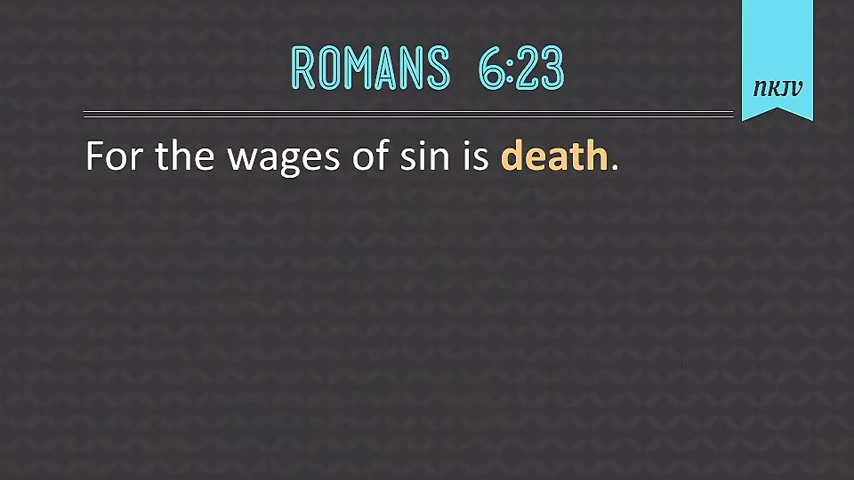 ROMANS 6:23
NKJV
For the wages of sin is death.